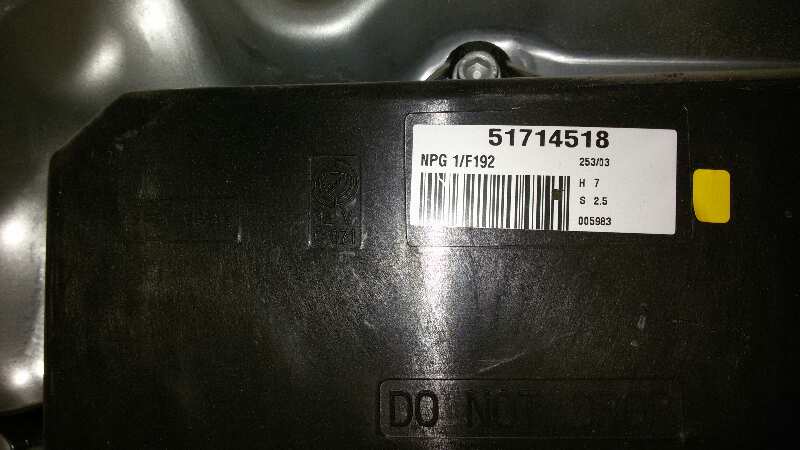 51714518
NPG 1/F192
253/03
H 7
S 2.5
005983
DO NOT